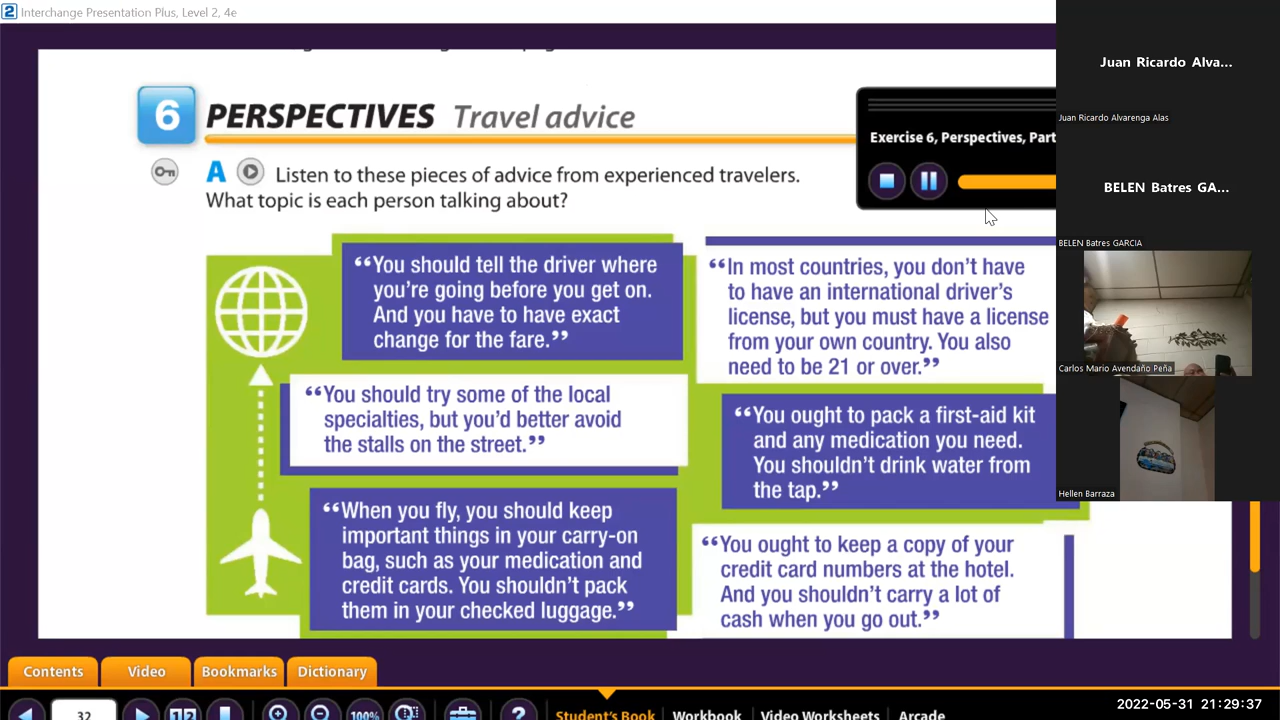 Interchange Presentation Plus, Level 2, 4e
6 PERSPECTIVES Travel advice
Exercise 6, Perspectives, Part
A Listen to these pieces of advice from experienced travelers.
What topic is each person talking about?
“You should tell the driver where
you’re going before you get on.
And you have to have exact
change for the fare.”
“You should try some of the local
specialties, but you’d better avoid
the stalls on the street.”
“When you fly, you should keep
important things in your carry-on
bag, such as your medication and
credit cards. You shouldn’t pack
them in your checked luggage.”
“In most countries, you don’t have
to have an international driver’s
license, but you must have a license
from your own country. You also
need to be 21 or over.”
“You ought to pack a first-aid kit
and any medication you need.
You shouldn’t drink water from
the tap.”
“You ought to keep a copy of your
credit card numbers at the hotel.
And you shouldn’t carry a lot of
cash when you go out.”
Juan Ricardo Alva...
Juan Ricardo Alvarenga Alas
BELEN Batres GA...
BELEN Batres GARCIA
Carlos Mario Avendaño Peña
Hellen Barraza
Contents Video Bookmarks Dictionary
32 1 2 100% ?
Student's Book Workbook Video Worksheets Arcade
2022-05-31 21:29:37